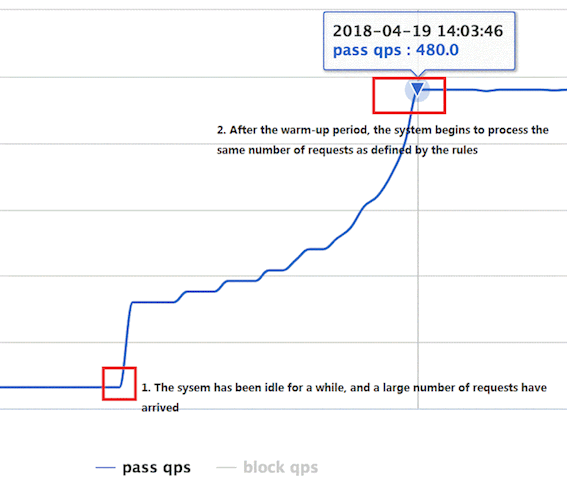 2018-04-19 14:03:46
pass qps : 480.0
2. After the warm-up period, the system begins to process the
same number of requests as defined by the rules
1. The sysem has been idle for a while, and a large number of requests have
arrived
pass qps
block qps